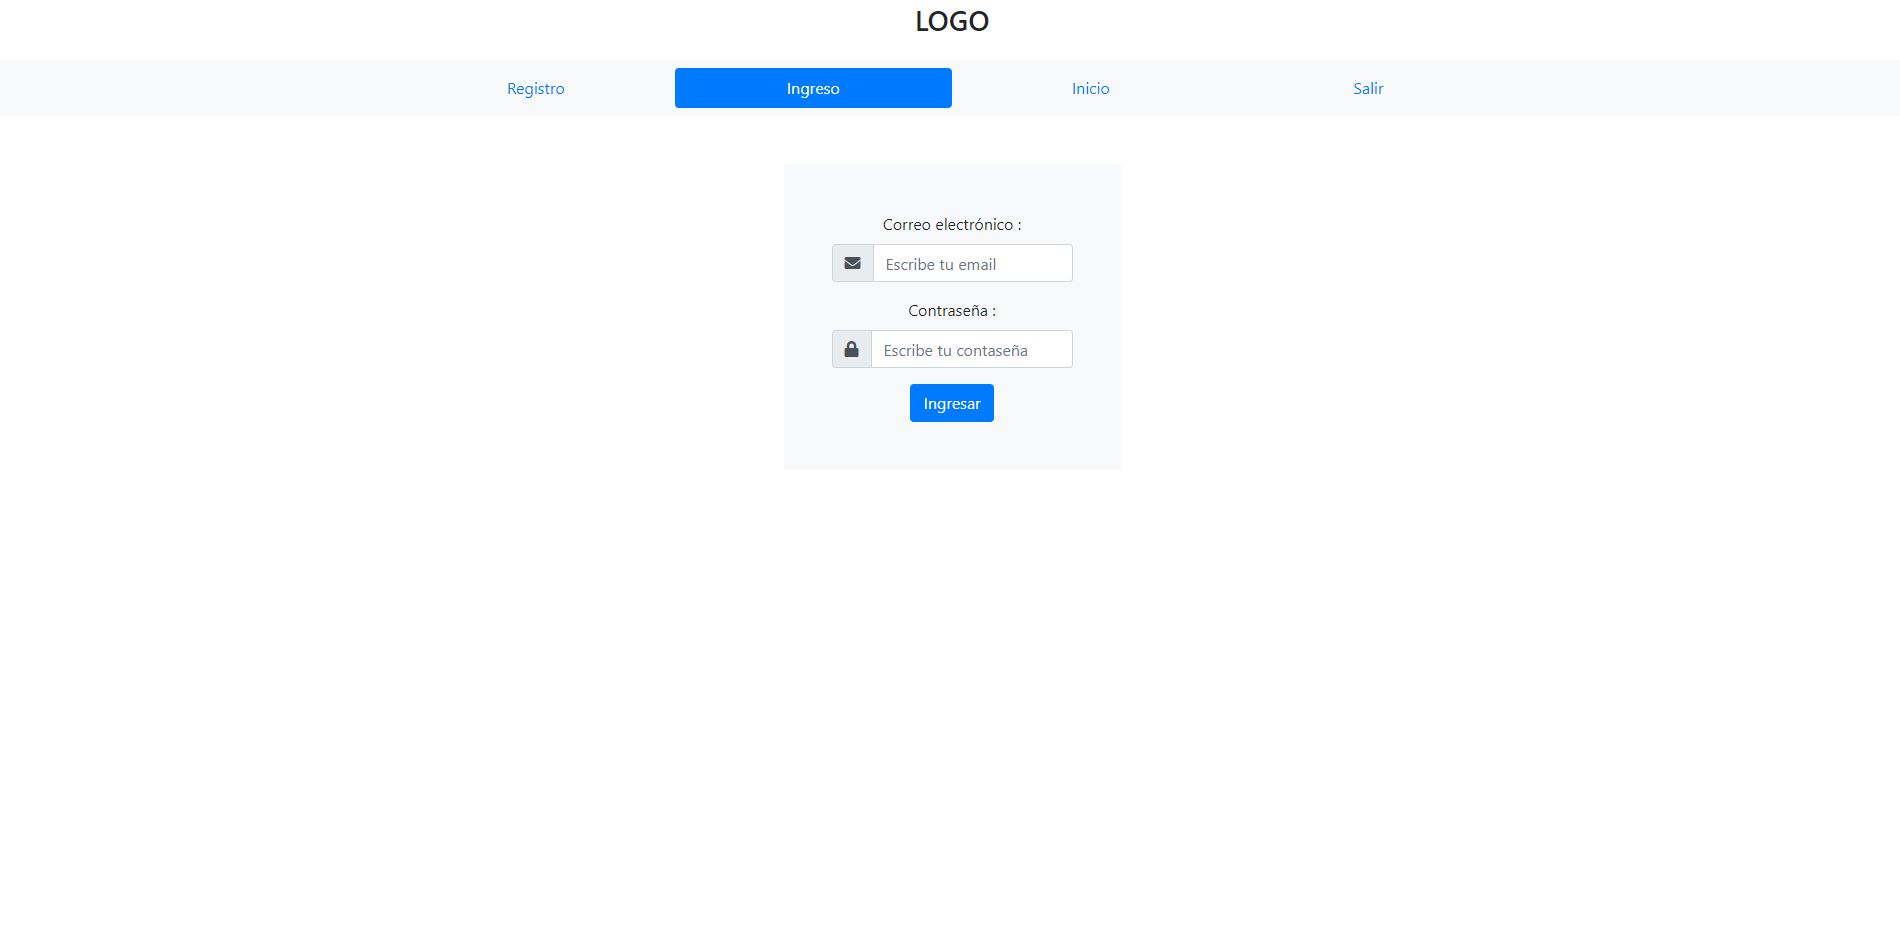 LOGO
Registro Ingreso Inicio Salir
Correo electrónico :
Escribe tu email
Contraseña :
Escribe tu contaseña
Ingresar